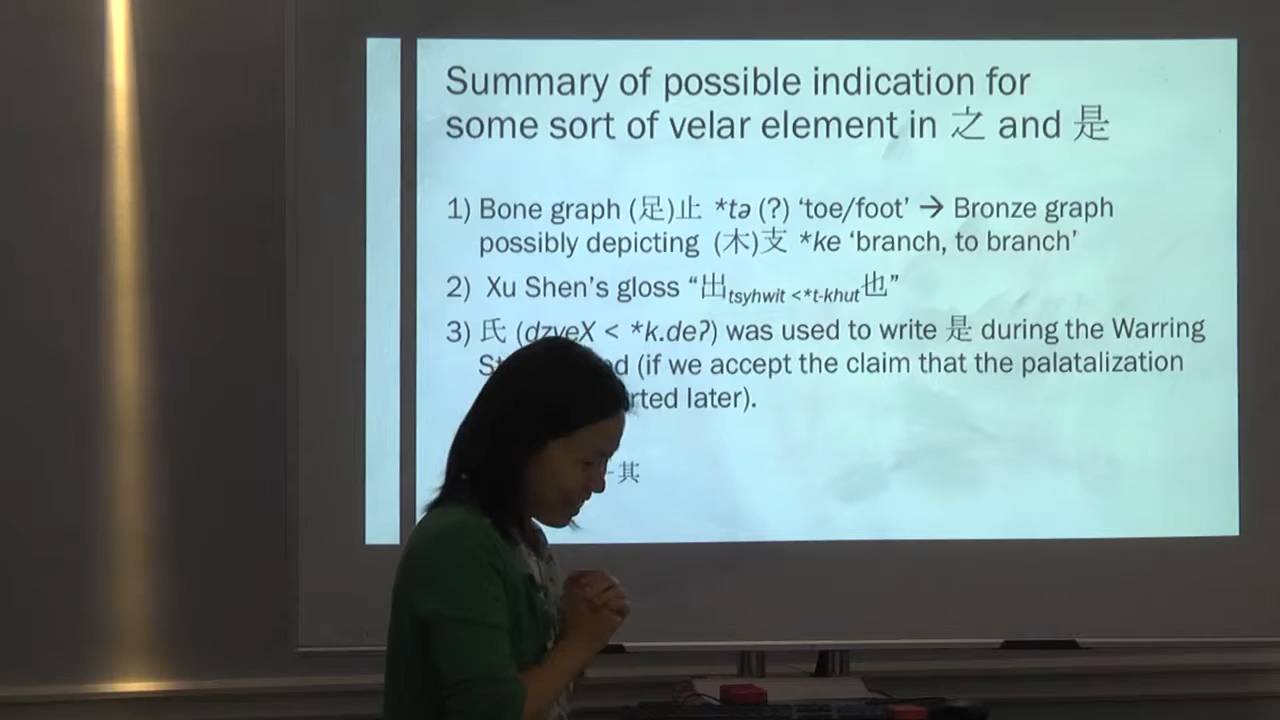 Summary of possible indication for
some sort of velar element in 之 and 是
1) Bone graph (足)止 *tə (?) ‘toe/foot’ → Bronze graph
possibly depicting (木)支 *ke ‘branch, to branch’
2) Xu Shen’s gloss “出tsyhwit <*t-khut也”
3) 氏 (dzyeX < *k.deʔ) was used to write 是 during the Warring
(if we accept the claim that the palatalization
later).
其